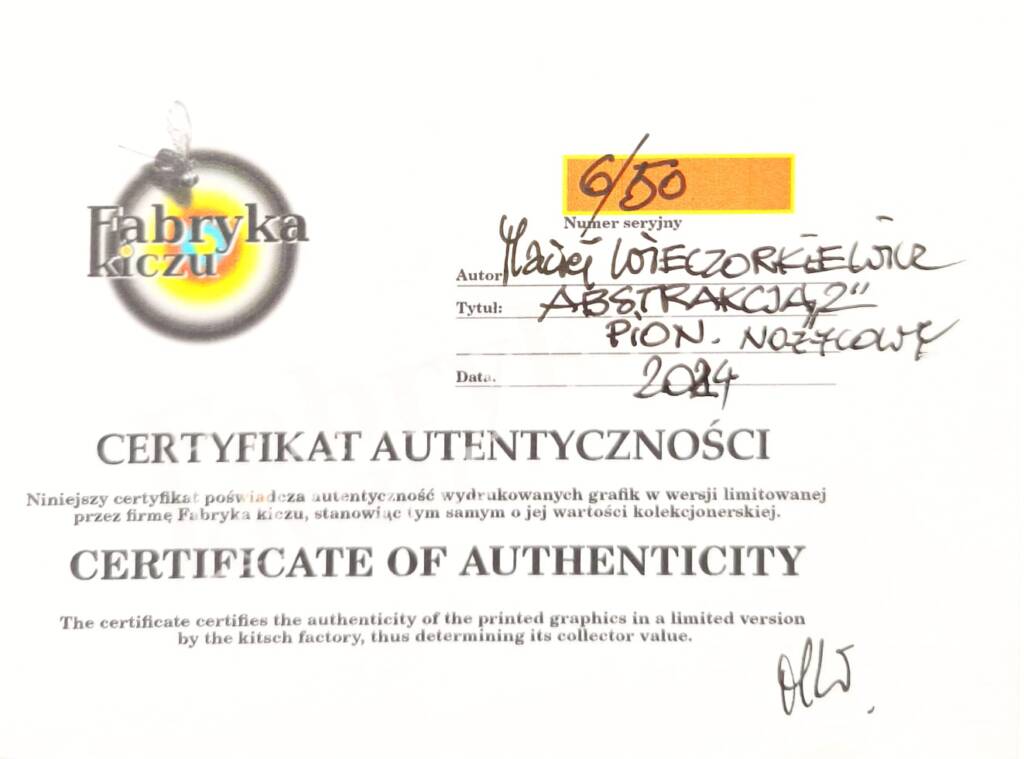 Fabryka
kiczu
6/50
Numer seryjny
Autor Maciej WIECZORKIEWICZ
Tytuł: ABSTRAKCJA „2”
PION. NOŻYCOWY
Data. 2024
CERTYFIKAT AUTENTYCZNOŚCI
Niniejszy certyfikat poświadcza autentyczność wydrukowanych grafik w wersji limitowanej
przez firmę Fabryka kiczu, stanowiąc tym samym o jej wartości kolekcjonerskiej.
CERTIFICATE OF AUTHENTICITY
The certificate certifies the authenticity of the printed graphics in a limited version
by the kitsch factory, thus determining its collector value.